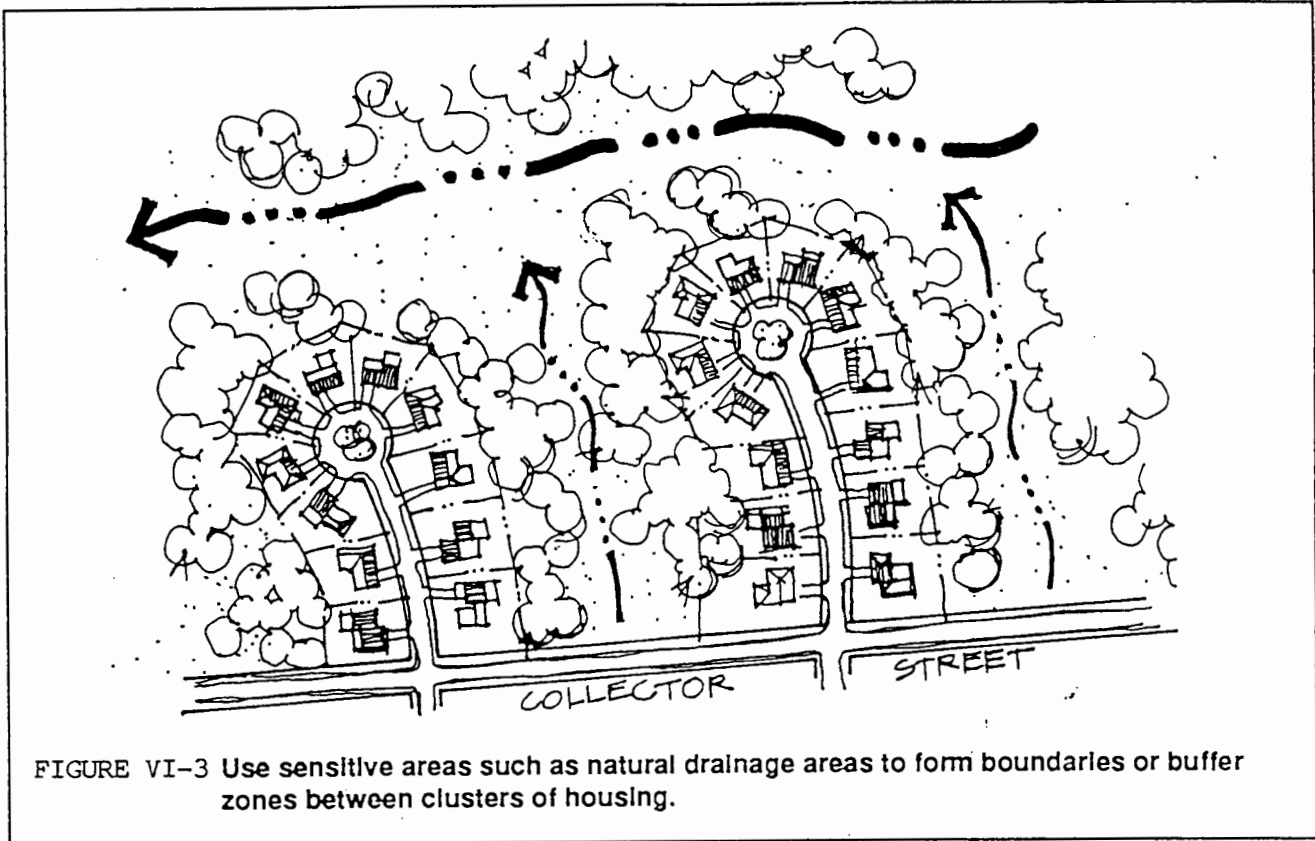 COLLECTOR STREET
FIGURE VI-3 Use sensitive areas such as natural drainage areas to form boundaries or buffer
zones between clusters of housing.